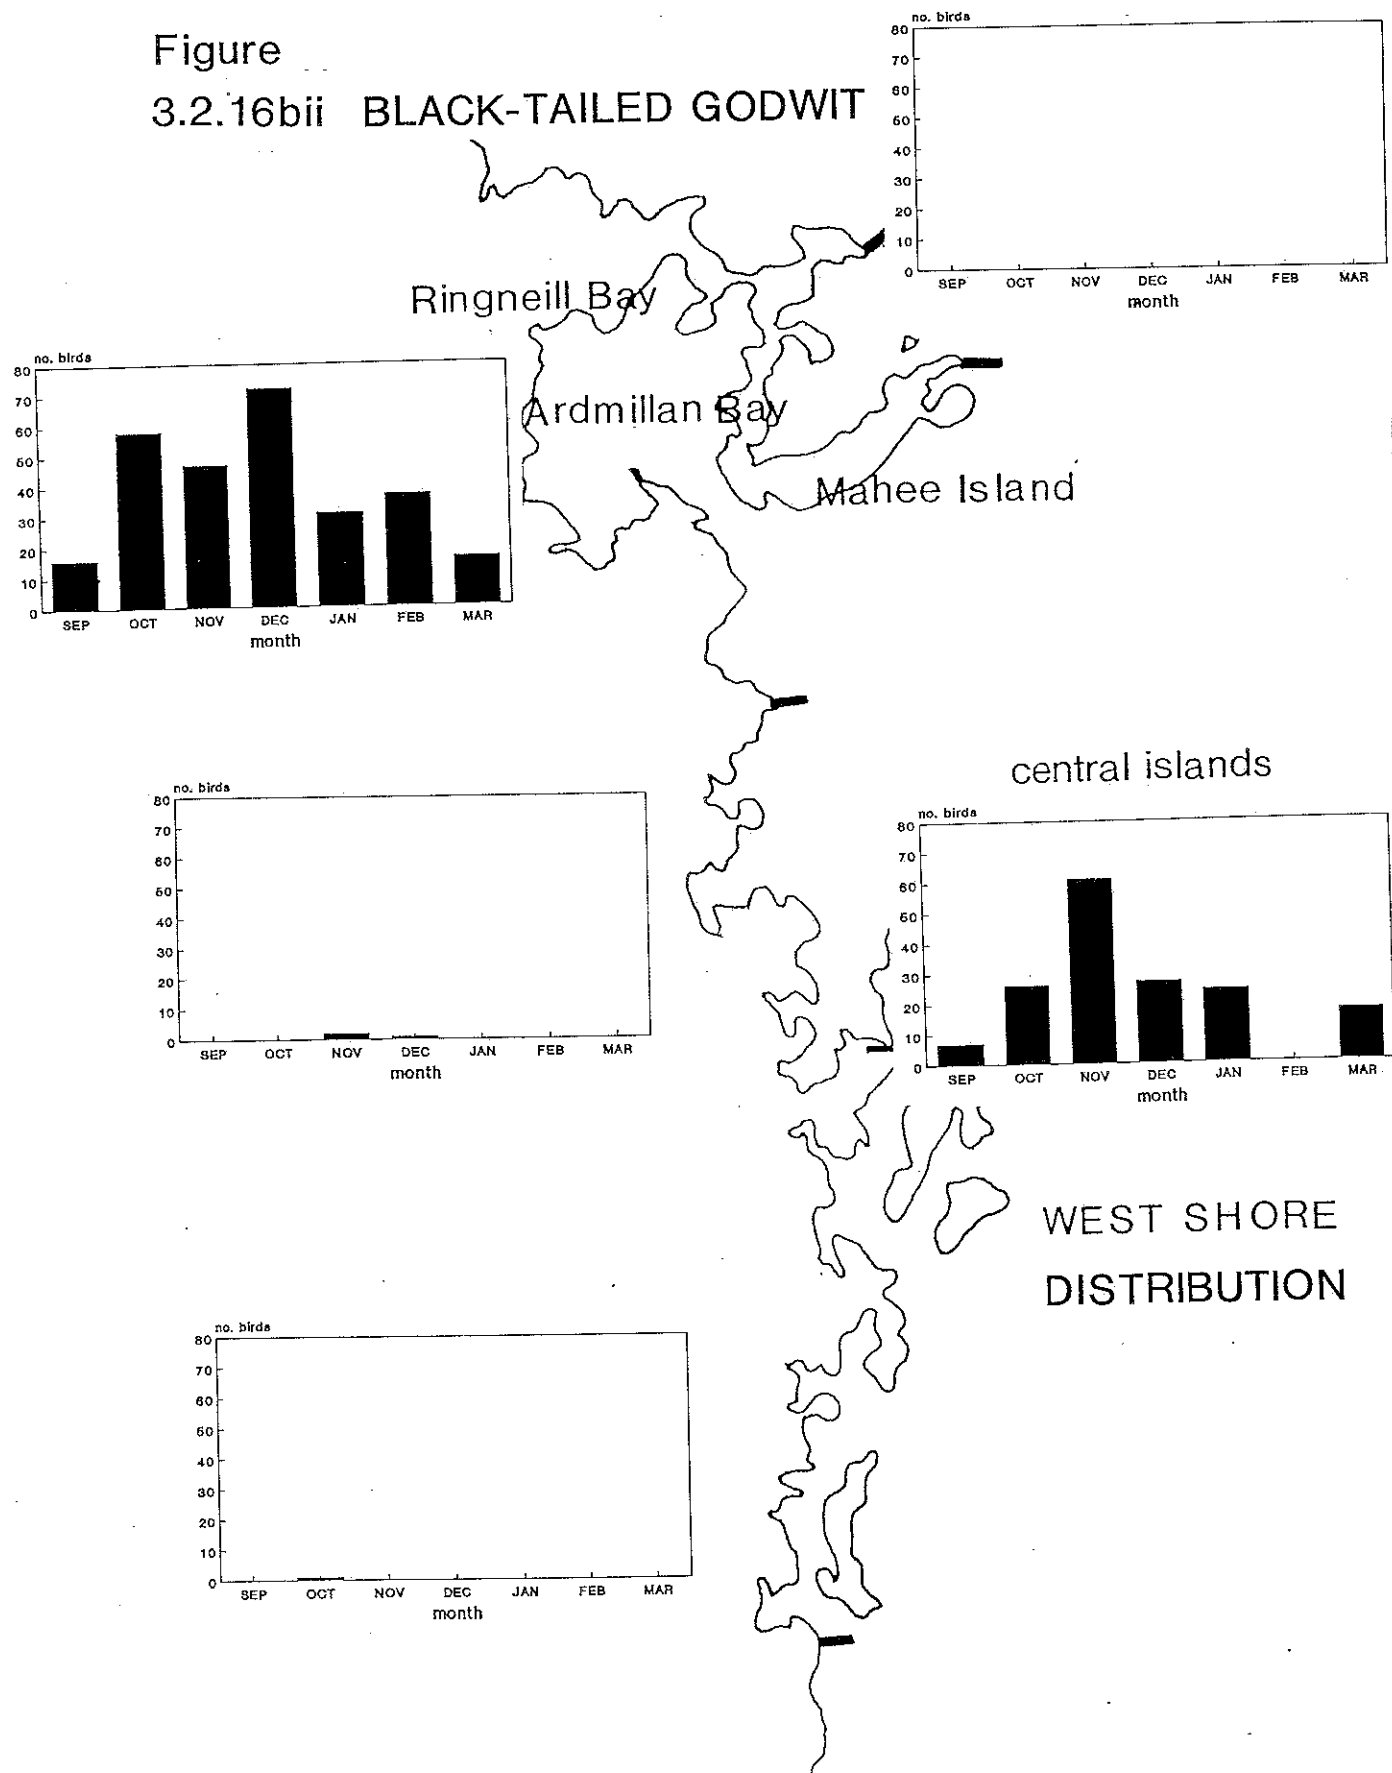 Figure
3.2.16bii BLACK-TAILED GODWIT
no. birds
80
70
60
50
40
30
20
10
0
SEP OCT NOV DEC JAN FEB MAR
month
Ringneill Bay
Ardmillan Bay
Mahee Island
no. birds
80
70
60
50
40
30
20
10
0
SEP OCT NOV DEC JAN FEB MAR
month
no. birds
80
70
60
50
40
30
20
10
0
SEP OCT NOV DEC JAN FEB MAR
month
central islands
no. birds
80
70
60
50
40
30
20
10
0
SEP OCT NOV DEC JAN FEB MAR
month
WEST SHORE
DISTRIBUTION
no. birds
80
70
60
50
40
30
20
10
0
SEP OCT NOV DEC JAN FEB MAR
month